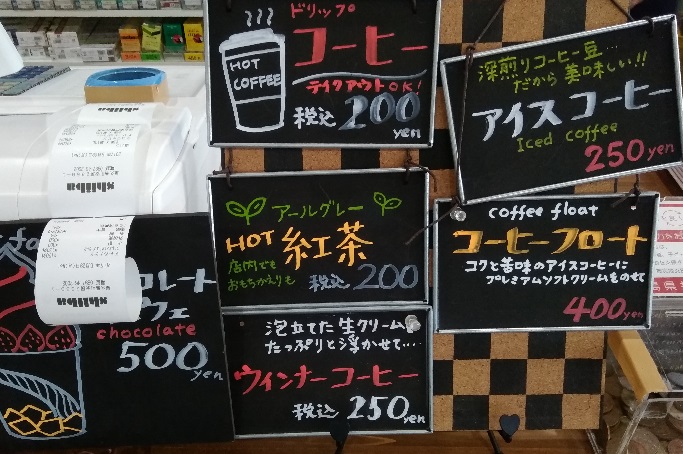 ドリップ
コーヒー
HOT
COFFEE
テイクアウトOK!
税込 200
yen
深煎りコーヒー豆…
だから美味しい!!
アイスコーヒー
Iced coffee
250 yen
アールグレー
HOT 紅茶
店内でも
おもちかえりも
税込 200
coffee float
コーヒーフロート
コクと苦味のアイスコーヒーに
プレミアムソフトクリームをのせて
400 yen
泡立てた生クリーム
たっぷりと浮かせて…
ウィンナーコーヒー
税込 250 yen
コレート
フェ
chocolate
500
yen